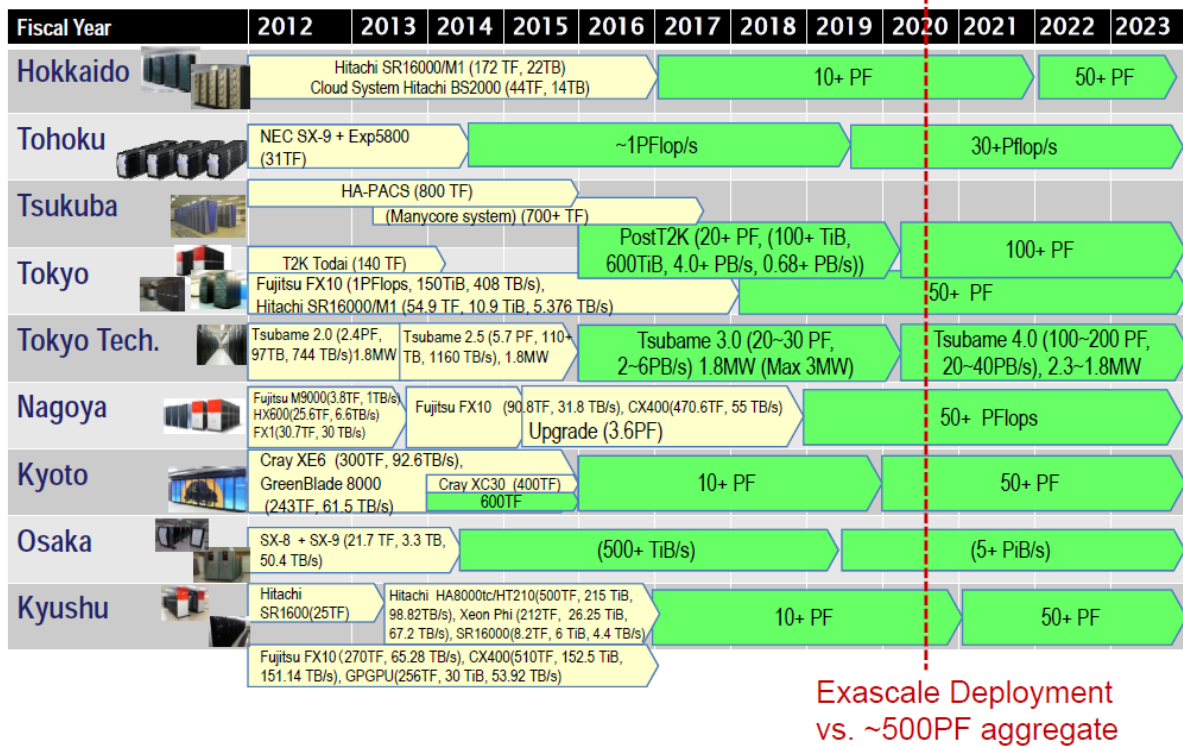 Fiscal Year 2012 2013 2014 2015 2016 2017 2018 2019 2020 2021 2022 2023
Hokkaido
Hitachi SR16000/M1 (172 TF, 22TB)
Cloud System Hitachi BS2000 (44TF, 14TB)
10+ PF
50+ PF
Tohoku
NEC SX-9 + Exp5800
(31TF)
~1PFlop/s
30+Pflop/s
Tsukuba
HA-PACS (800 TF)
(Manycore system) (700+ TF)
PostT2K (20+ PF, (100+ TiB,
600TiB, 4.0+ PB/s, 0.68+ PB/s))
100+ PF
Tokyo
T2K Todai (140 TF)
Fujitsu FX10 (1PFlops, 150TiB, 408 TB/s),
Hitachi SR16000/M1 (54.9 TF, 10.9 TiB, 5.376 TB/s)
50+ PF
Tokyo Tech.
Tsubame 2.0 (2.4PF,
97TB, 744 TB/s)1.8MW
Tsubame 2.5 (5.7 PF, 110+
TB, 1160 TB/s), 1.8MW
Tsubame 3.0 (20~30 PF,
2~6PB/s) 1.8MW (Max 3MW)
Tsubame 4.0 (100~200 PF,
20~40PB/s), 2.3~1.8MW
Nagoya
Fujitsu M9000(3.8TF, 1TB/s)
HX600(25.6TF, 6.6TB/s)
FX1(30.7TF, 30 TB/s)
Fujitsu FX10 (90.8TF, 31.8 TB/s), CX400(470.6TF, 55 TB/s)
Upgrade (3.6PF)
50+ PFlops
Kyoto
Cray XE6 (300TF, 92.6TB/s),
GreenBlade 8000
(243TF, 61.5 TB/s)
Cray XC30 (400TF)
600TF
10+ PF
50+ PF
Osaka
SX-8 + SX-9 (21.7 TF, 3.3 TB,
50.4 TB/s)
(500+ TiB/s)
(5+ PiB/s)
Kyushu
Hitachi
SR1600(25TF)
Hitachi HA8000tc/HT210(500TF, 215 TiB,
98.82TB/s), Xeon Phi (212TF, 26.25 TiB,
67.2 TB/s), SR16000(8.2TF, 6 TiB, 4.4 TB/s)
10+ PF
50+ PF
Fujitsu FX10(270TF, 65.28 TB/s), CX400(510TF, 152.5 TiB,
151.14 TB/s), GPGPU(256TF, 30 TiB, 53.92 TB/s)
Exascale Deployment
vs. ~500PF aggregate